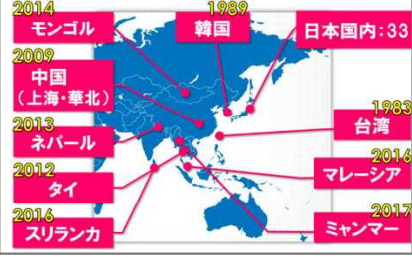 2014
モンゴル
1989
韓国
日本国内:33
2009
中国
(上海・華北)
1983
台湾
2013
ネパール
2016
マレーシア
2012
タイ
2017
ミャンマー
2016
スリランカ